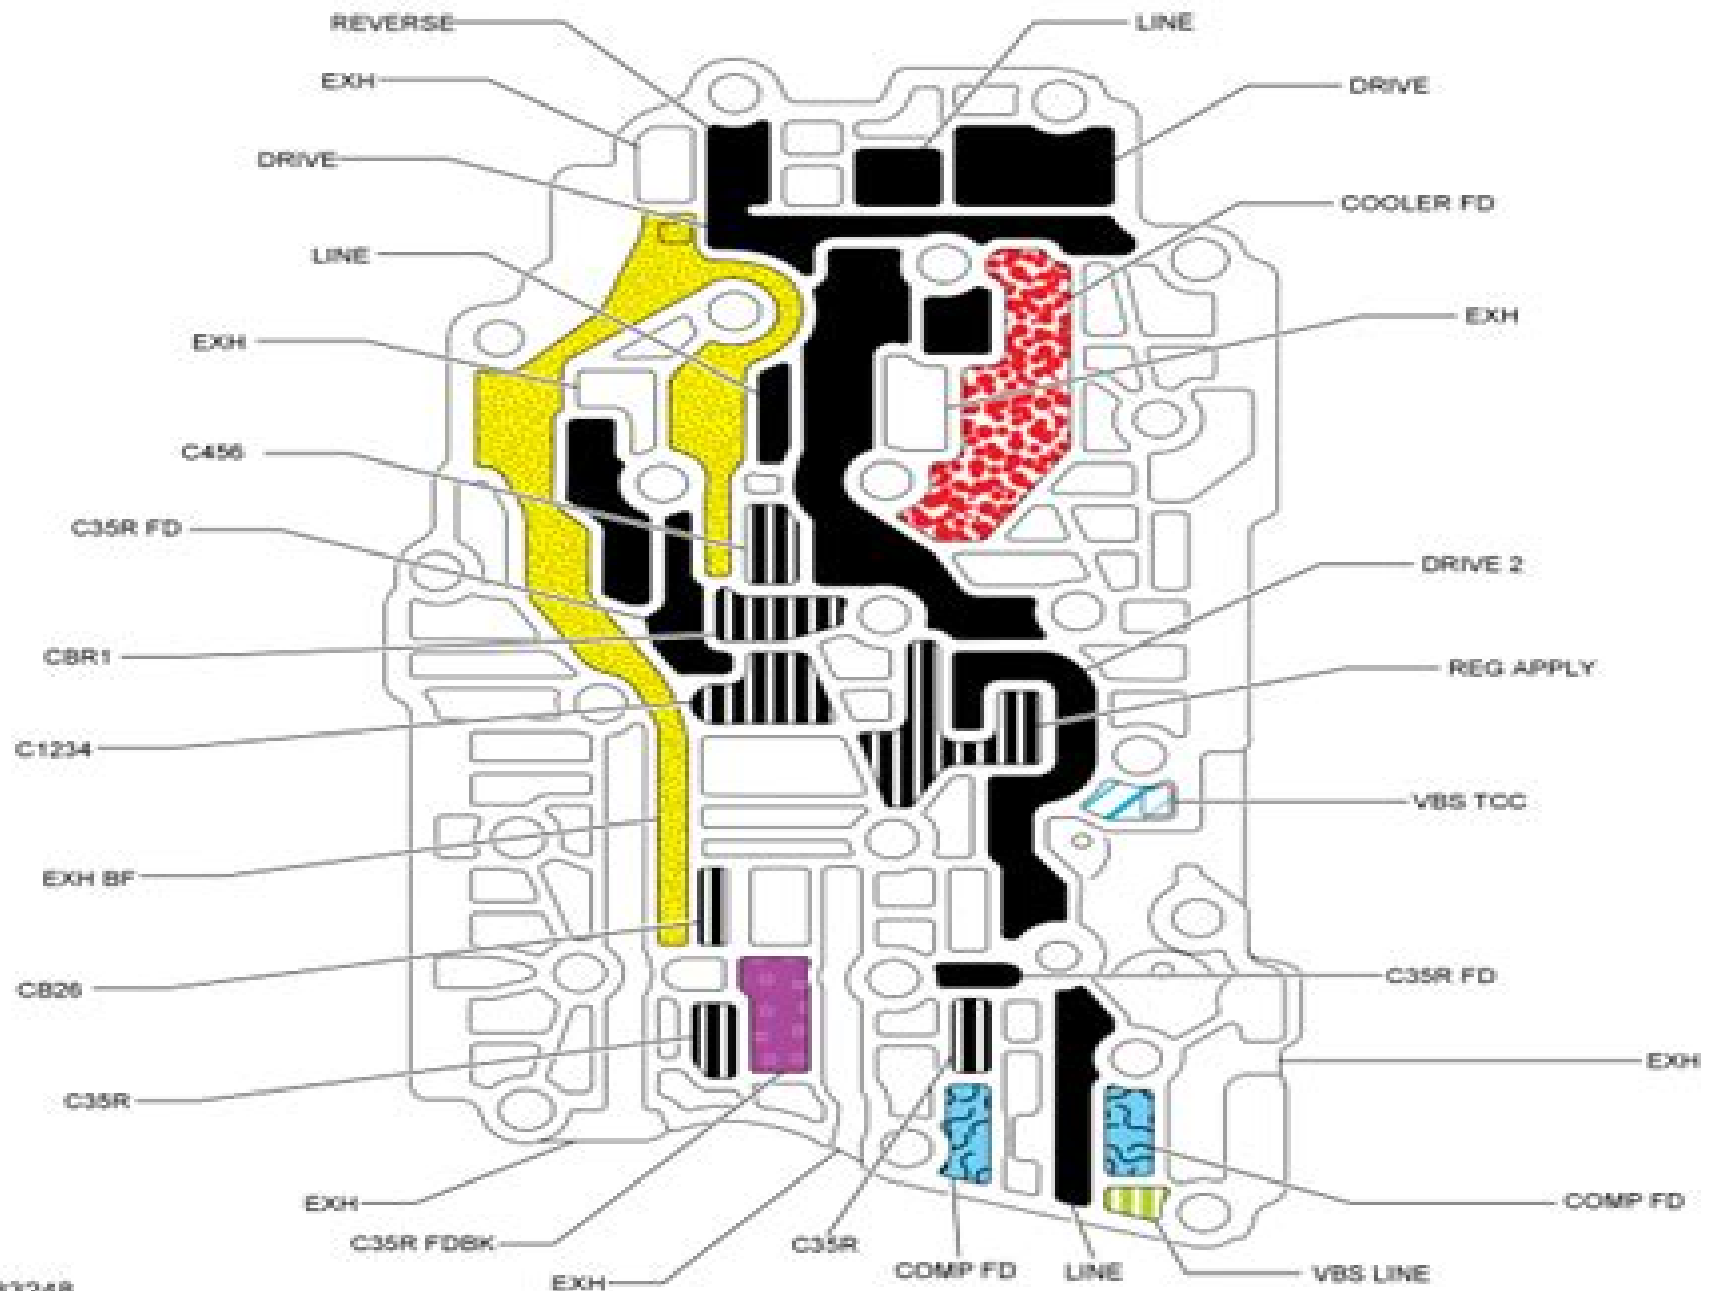 REVERSE
LINE
EXH
DRIVE
DRIVE
COOLER FD
LINE
EXH
EXH
C456
C35R FD
DRIVE 2
CBR1
REG APPLY
C1234
VBS TCC
EXH BF
CB26
C35R FD
EXH
C35R
EXH
COMP FD
C35R FDBK
C35R
COMP FD
LINE
VBS LINE
EXH